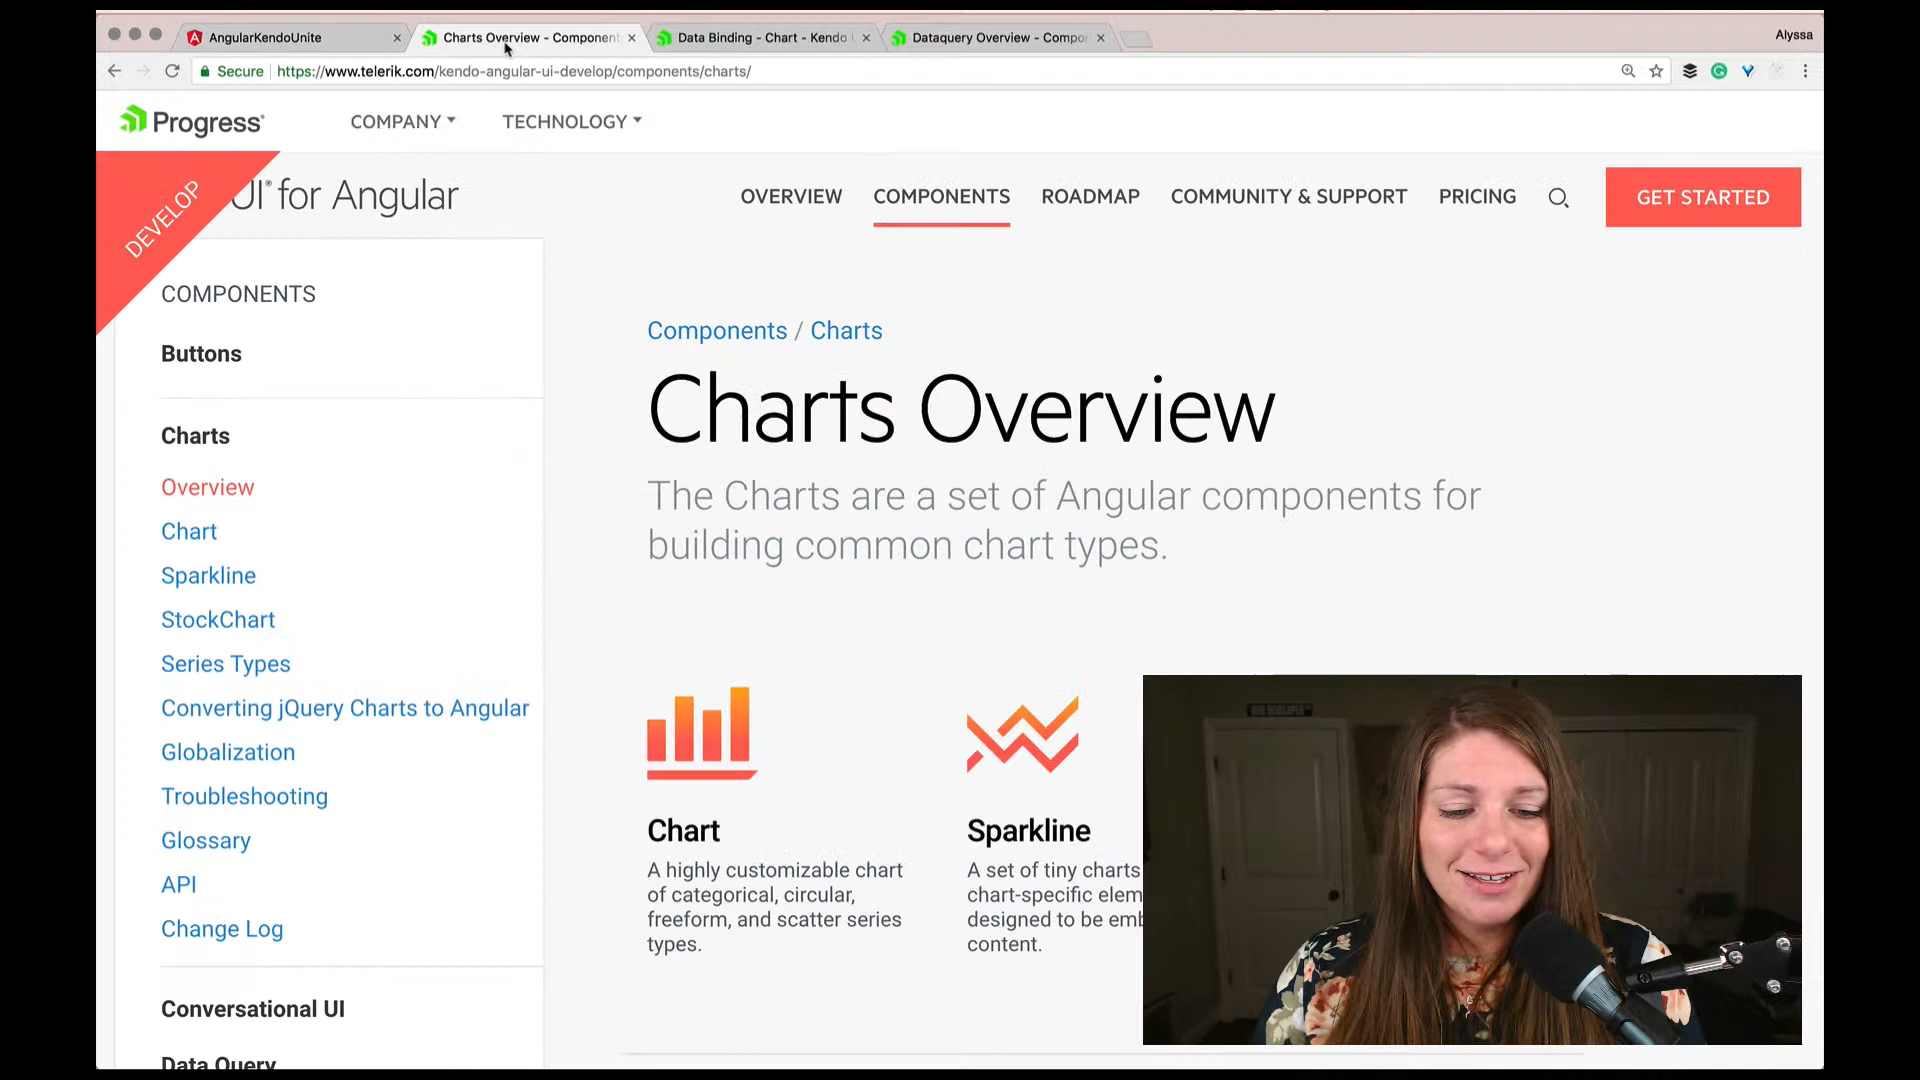 AngularKendoUnite
Charts Overview - Component
Data Binding - Chart - Kendo
Dataquery Overview - Compo
Alyssa
Secure
https://www.telerik.com/kendo-angular-ui-develop/components/charts/
Progress
COMPANY
TECHNOLOGY
DEVELOP
UI® for Angular
OVERVIEW
COMPONENTS
ROADMAP
COMMUNITY & SUPPORT
PRICING
GET STARTED
COMPONENTS
Buttons
Charts
Overview
Chart
Sparkline
StockChart
Series Types
Converting jQuery Charts to Angular
Globalization
Troubleshooting
Glossary
API
Change Log
Conversational UI
Data Query
Components / Charts
Charts Overview
The Charts are a set of Angular components for
building common chart types.
Chart
A highly customizable chart
of categorical, circular,
freeform, and scatter series
types.
Sparkline
A set of tiny charts
chart-specific elem
designed to be emb
content.